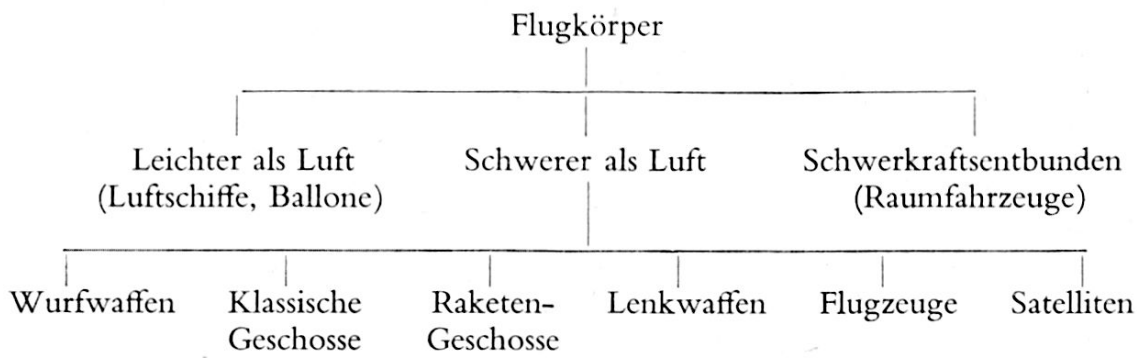 Flugkörper
Leichter als Luft Schwerer als Luft Schwerkraftsentbunden
(Luftschiffe, Ballone) (Raumfahrzeuge)
Wurfwaffen Klassische Raketen- Lenkwaffen Flugzeuge Satelliten
Geschosse Geschosse